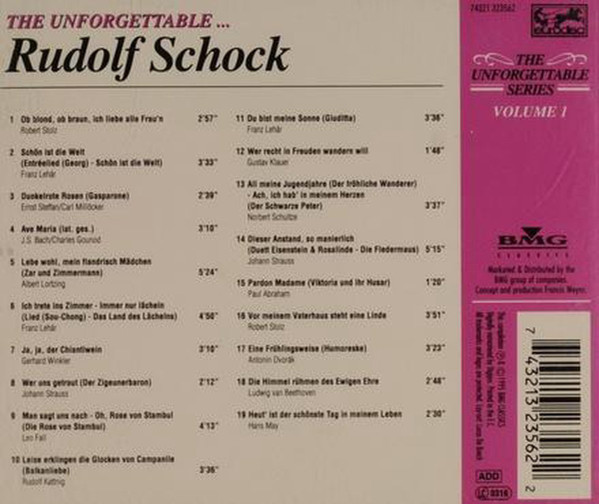 THE UNFORGETTABLE ...
Rudolf Schock
1 Ob blond, ob braun, ich liebe alle Frau'n 2'57"
Robert Stolz
2 Schön ist die Welt
(Entréelied (Georg) - Schön ist die Welt) 3'33"
Franz Lehár
3 Dunkelrote Rosen (Gasparone) 2'39"
Ernst Steffan/Carl Millöcker
4 Ave Maria (lat. ges.) 3'10"
J.S. Bach/Charles Gounod
5 Lebe wohl, mein flandrisch Mädchen
(Zar und Zimmermann) 5'24"
Albert Lortzing
6 Ich trete ins Zimmer - Immer nur lächeln
(Lied (Sou-Chong) - Das Land des Lächelns) 4'50"
Franz Lehár
7 Ja, ja, der Chiantiwein 3'10"
Gerhard Winkler
8 Wer uns getraut (Der Zigeunerbaron) 2'12"
Johann Strauss
9 Man sagt uns nach - Oh, Rose von Stambul
(Die Rose von Stambul) 4'13"
Leo Fall
10 Leise erklingen die Glocken von Campanile
(Balkanliebe) 3'36"
Rudolf Kattnig
11 Du bist meine Sonne (Giuditta) 3'36"
Franz Lehár
12 Wer recht in Freuden wandern will 1'48"
Gustav Klauer
13 All meine Jugendjahre (Der fröhliche Wanderer)
- Ach, ich hab' in meinem Herzen
(Der Schwarze Peter) 3'37"
Norbert Schultze
14 Dieser Anstand, so manierlich
(Duett Eisenstein & Rosalinde - Die Fledermaus) 5'15"
Johann Strauss
15 Pardon Madame (Viktoria und ihr Husar) 1'20"
Paul Abraham
16 Vor meinem Vaterhaus steht eine Linde 3'51"
Robert Stolz
17 Eine Frühlingsweise (Humoreske) 3'23"
Antonin Dvorák
18 Die Himmel rühmen des Ewigen Ehre 2'48"
Ludwig van Beethoven
19 Heut' ist der schönste Tag in meinem Leben 2'30"
Hans May
74321 323562
eurodisc
THE
UNFORGETTABLE
SERIES
VOLUME 1
BMG
CLASSICS
Marketed & Distributed by the
BMG group of companies.
Concept and production Francis Meyns
This compilation ℗ © 1995 BMG CLASSICS
7 43213 23562 2
ADD
LC 0316